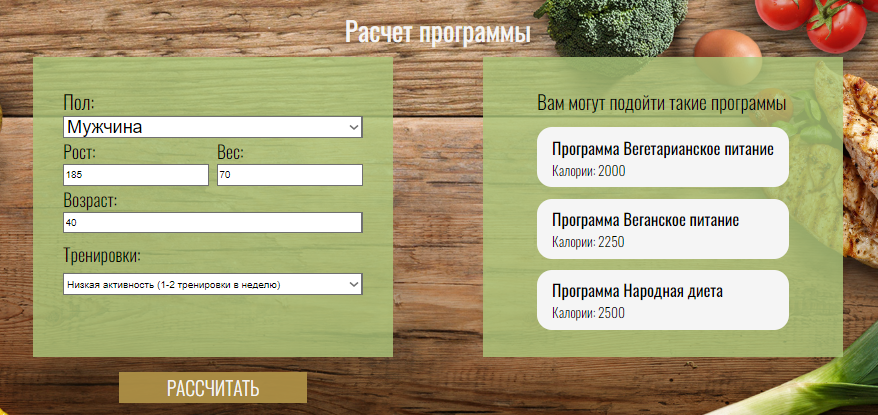 Расчет программы
Пол:
Мужчина
Рост: Вес:
185 70
Возраст:
40
Тренировки:
Низкая активность (1-2 тренировки в неделю)
РАССЧИТАТЬ
Вам могут подойти такие программы
Программа Вегетарианское питание
Калории: 2000
Программа Веганское питание
Калории: 2250
Программа Народная диета
Калории: 2500